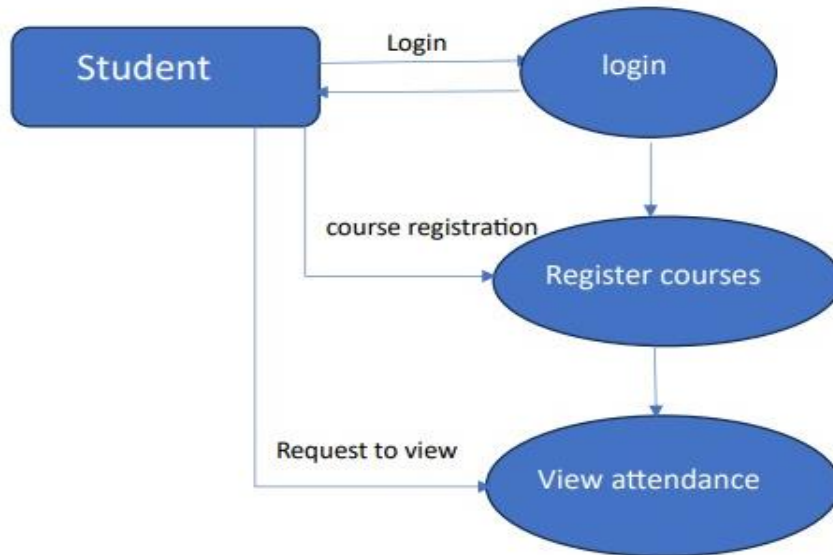 Student
Login
login
course registration
Register courses
Request to view
View attendance